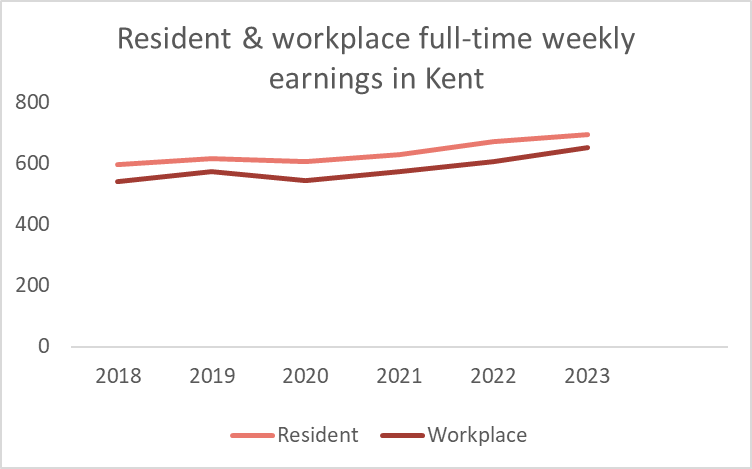 Resident & workplace full-time weekly
earnings in Kent
800
600
400
200
0
2018 2019 2020 2021 2022 2023
Resident Workplace